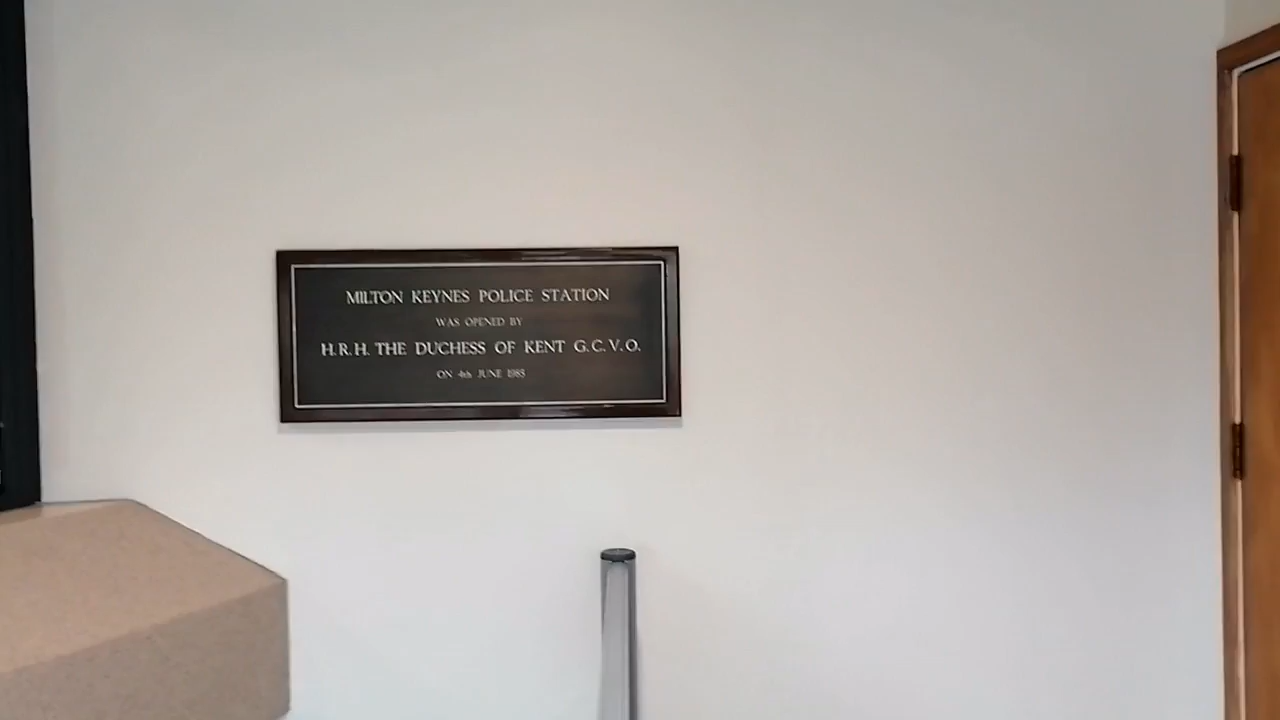 MILTON KEYNES POLICE STATION
WAS OPENED BY
H.R.H. THE DUCHESS OF KENT G.C.V.O.
ON 4th JUNE 1985